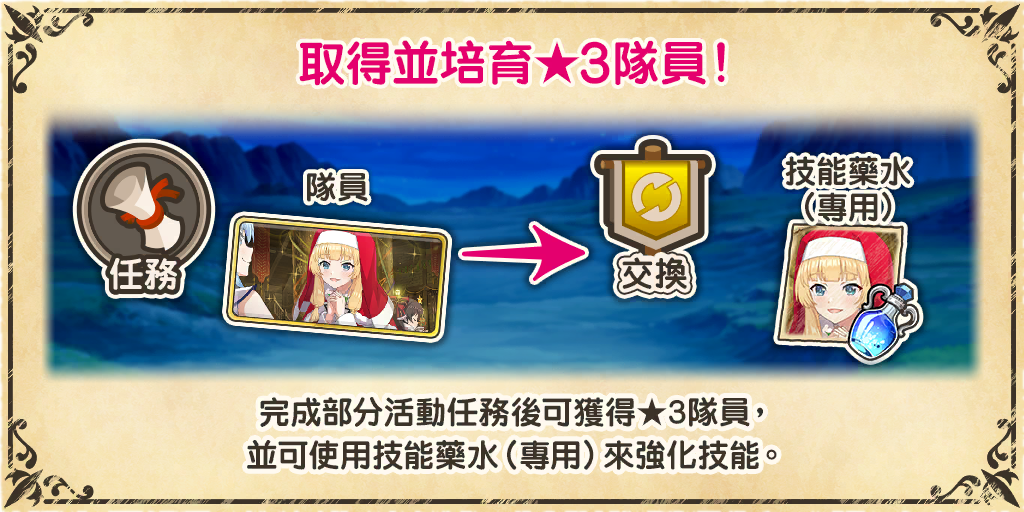 取得並培育★3隊員!
任務
隊員
交換
技能藥水
(專用)
完成部分活動任務後可獲得★3隊員,
並可使用技能藥水(專用)來強化技能。